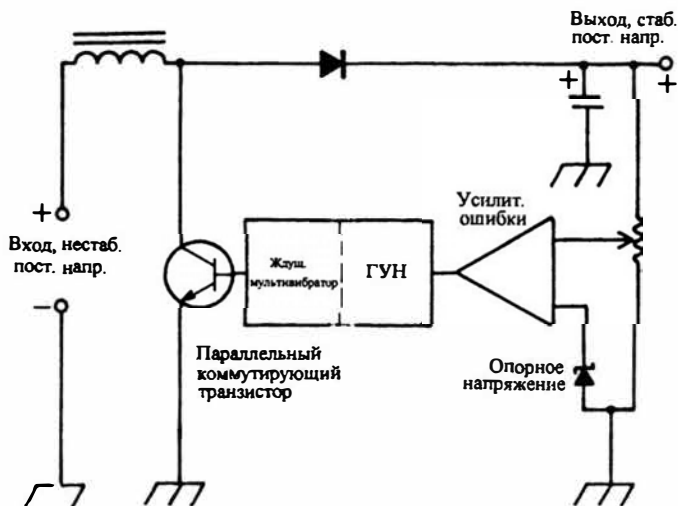 Выход, стаб.
пост. напр.
+
+
Усилит.
ошибки
+
Вход, нестаб.
пост. напр.
−
Ждущ.
мультивибратор
ГУН
Параллельный
коммутирующий
транзистор
Опорное
напряжение